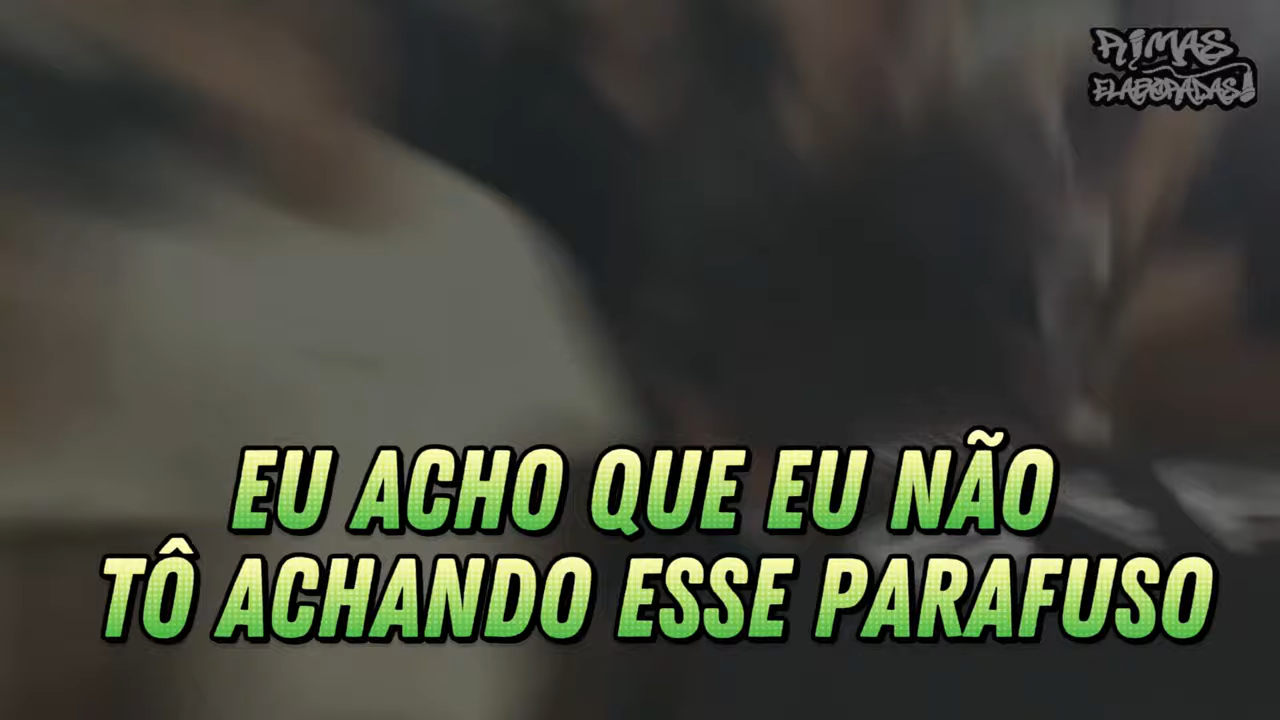 RIMAS
ELABORADAS!
EU ACHO QUE EU NÃO
TÔ ACHANDO ESSE PARAFUSO